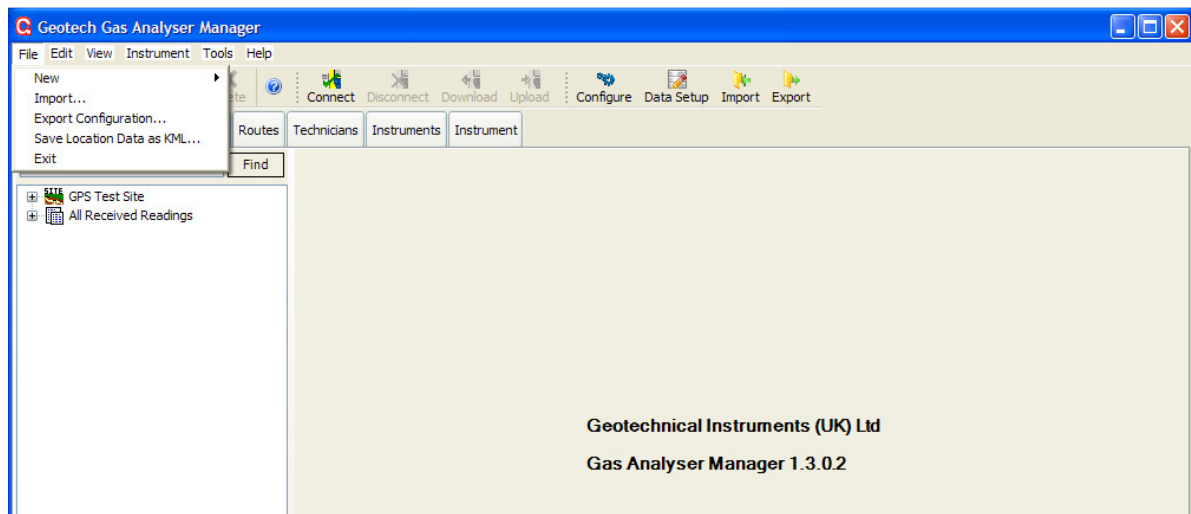 Geotech Gas Analyser Manager
File Edit View Instrument Tools Help
New
Import...
Export Configuration...
Save Location Data as KML...
Exit
Connect Disconnect Download Upload Configure Data Setup Import Export
Routes Technicians Instruments Instrument
Find
SITE GPS Test Site
All Received Readings
Geotechnical Instruments (UK) Ltd
Gas Analyser Manager 1.3.0.2